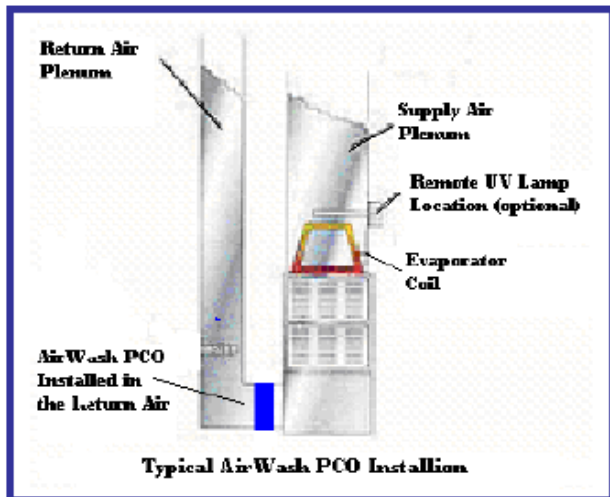 Return Air
Plenum
Supply Air
Plenum
Remote UV Lamp
Location (optional)
Evaporator
Coil
AirWash PCO
Installed in
the Leturn Air
Typical AirWash PCO Installion